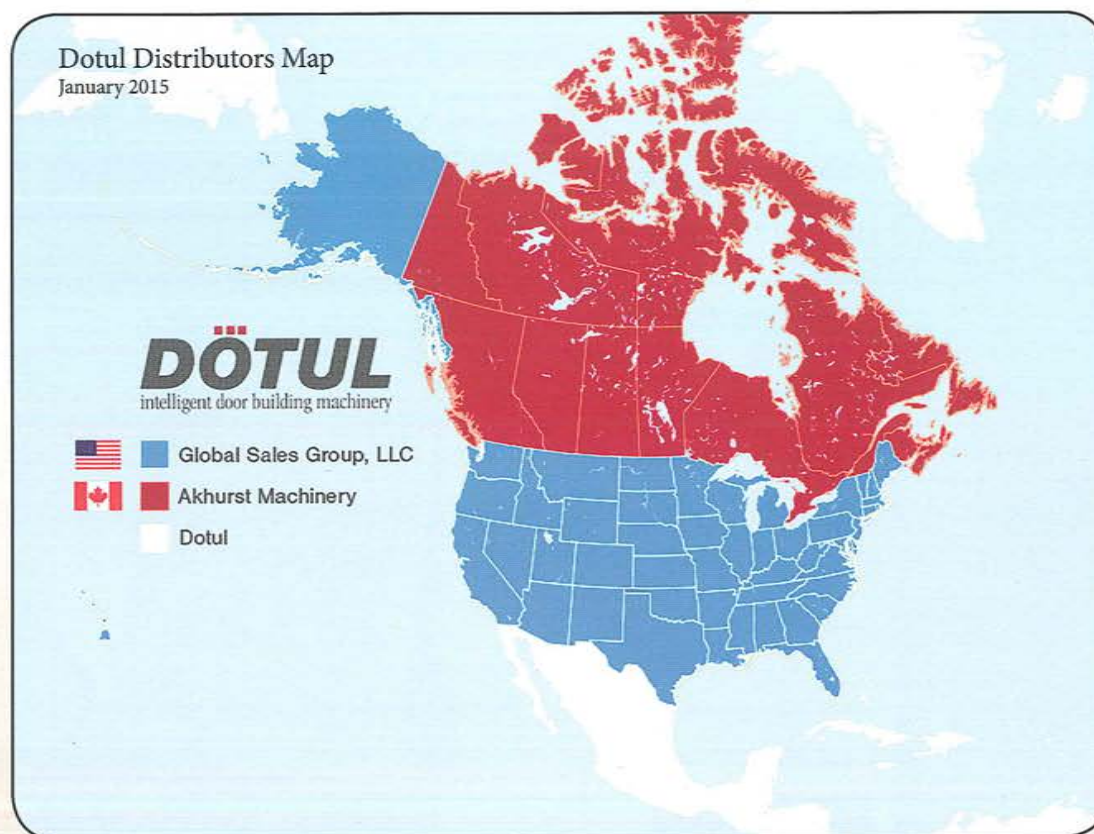 Dotul Distributors Map
January 2015
DÖTUL
intelligent door building machinery
Global Sales Group, LLC
Akhurst Machinery
Dotul